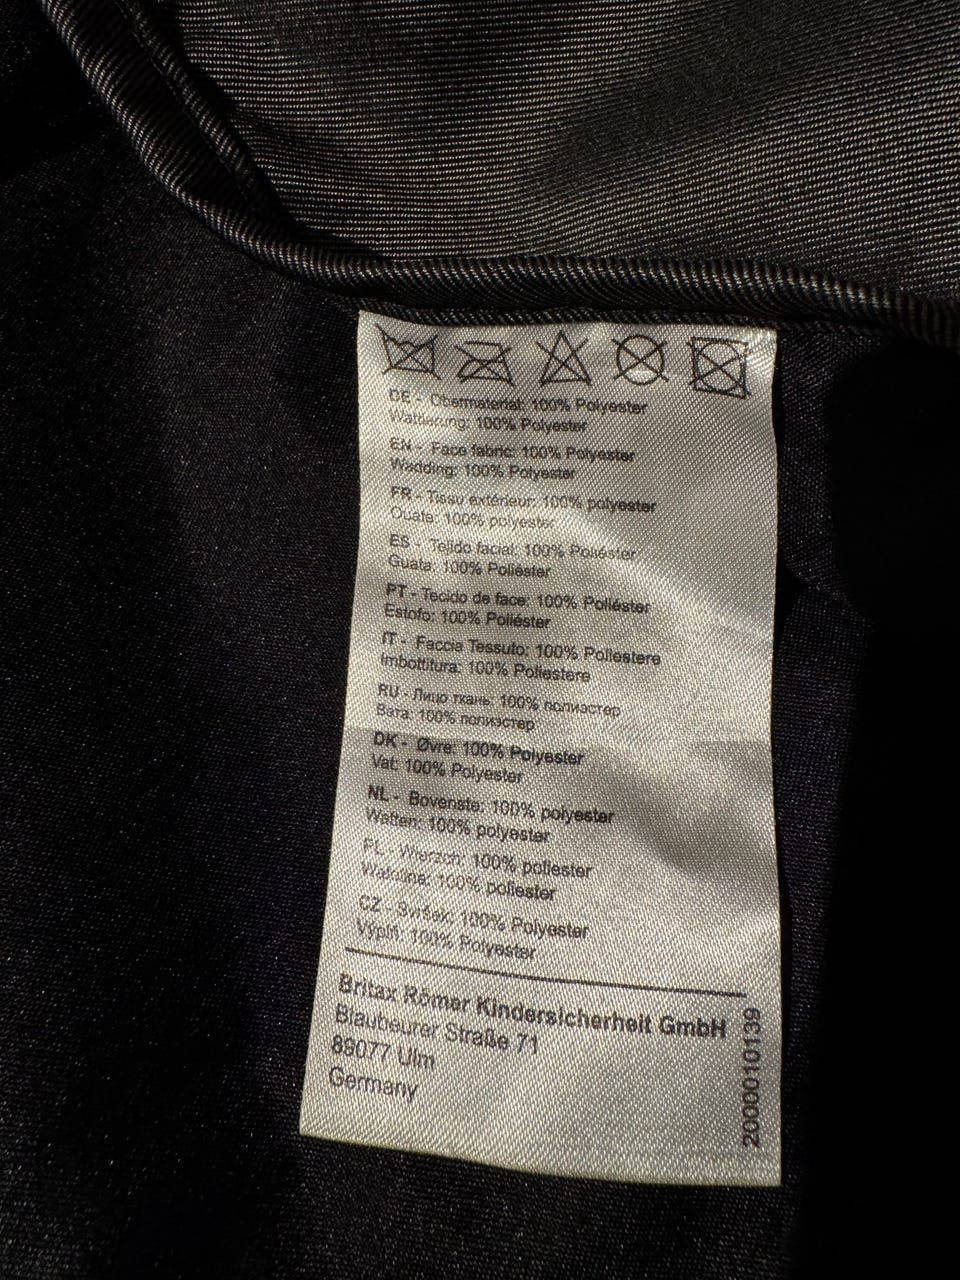 DE - Obermaterial: 100% Polyester
Wattierung: 100% Polyester
EN - Face fabric: 100% Polyester
Wadding: 100% Polyester
FR - Tissu extérieur: 100% polyester
Ouate: 100% polyester
ES - Tejido facial: 100% Poliéster
Guata: 100% Poliéster
PT - Tecido de face: 100% Poliéster
Estofo: 100% Poliéster
IT - Faccia Tessuto: 100% Poliestere
Imbottitura: 100% Poliestere
RU - Лицо ткань: 100% полиэстер
Вата: 100% полиэстер
DK - Øvre: 100% Polyester
Vat: 100% Polyester
NL - Bovenste: 100% polyester
Watten: 100% polyester
PL - Wierzch: 100% poliester
100% poliester
CZ - Svršek: 100% Polyester
Výplň: 100% Polyester
Britax Römer Kindersicherheit GmbH
Blaubeurer Straße 71
89077 Ulm
Germany
2000010139